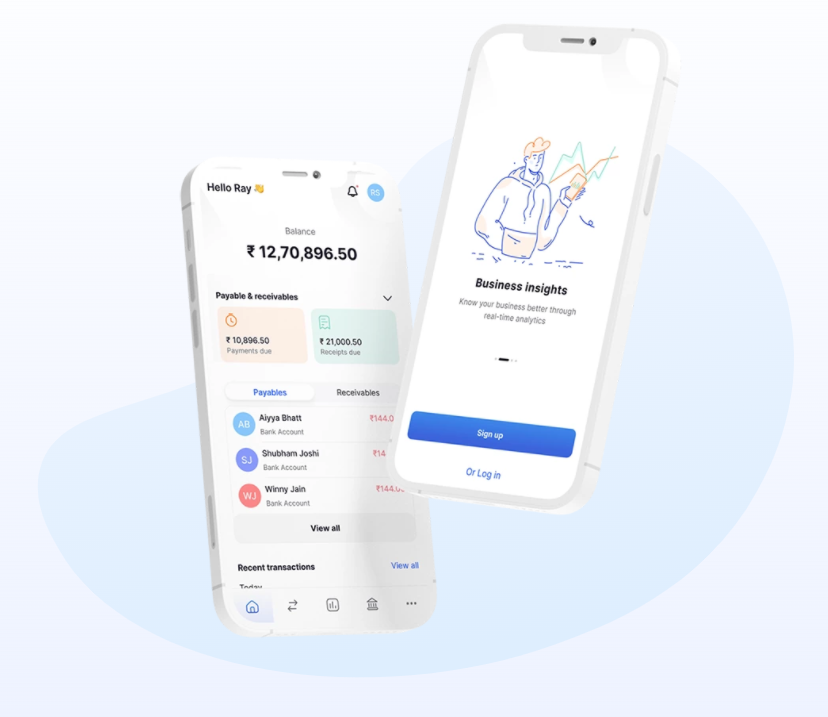 Hello Ray 👋
RS
Balance
₹ 12,70,896.50
Payable & receivables
₹ 10,896.50
Payments due
₹ 21,000.50
Receipts due
Payables
Receivables
AB
Aiyya Bhatt
₹144.0
Bank Account
SJ
Shubham Joshi
₹14
Bank Account
WJ
Winny Jain
₹144.0
Bank Account
View all
Recent transactions
View all
Today
Business insights
Know your business better through
real-time analytics
Sign up
Or Log in